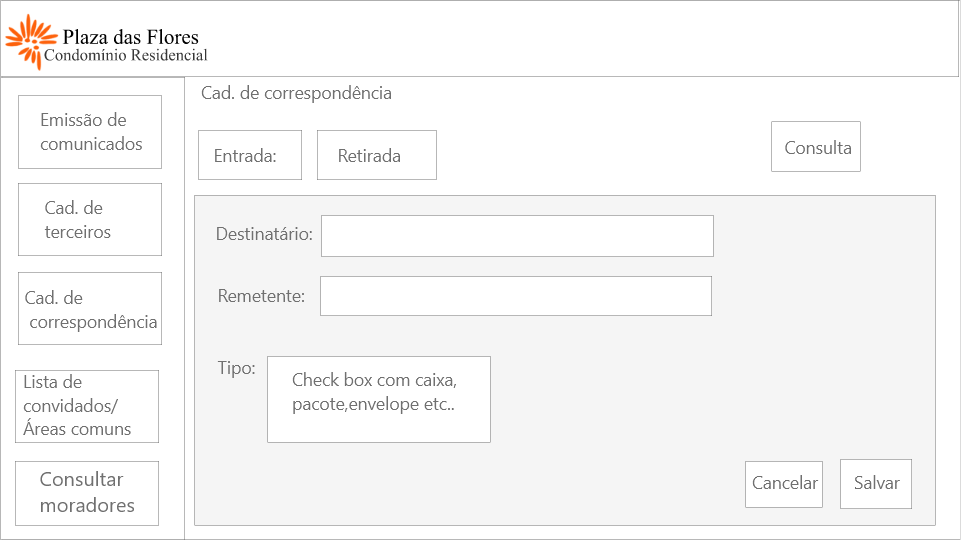 Plaza das Flores
Condomínio Residencial
Emissão de
comunicados
Cad. de
terceiros
Cad. de
correspondência
Lista de
convidados/
Áreas comuns
Consultar
moradores
Cad. de correspondência
Entrada:
Retirada
Consulta
Destinatário:
Remetente:
Tipo:
Check box com caixa,
pacote,envelope etc..
Cancelar
Salvar